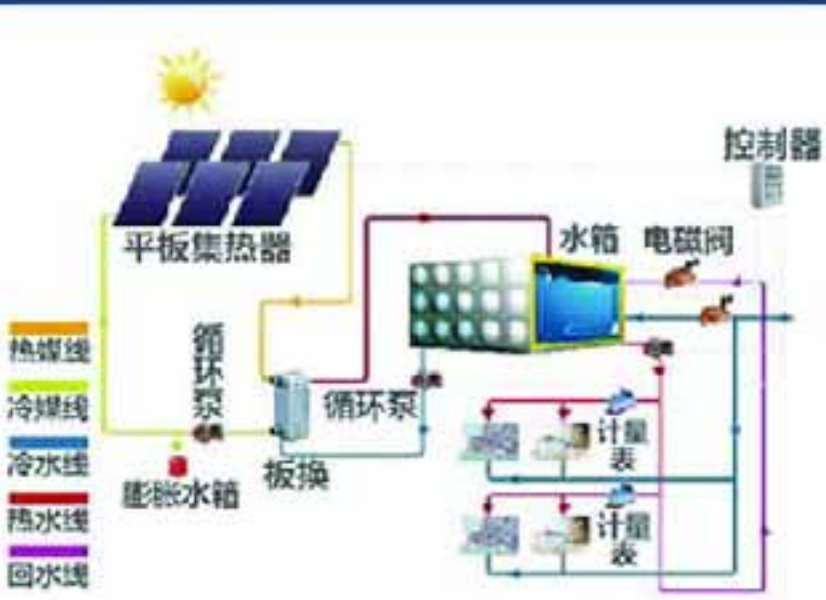 控制器
平板集热器
水箱
电磁阀
热媒线
冷媒线
冷水线
热水线
回水线
循环泵
膨胀水箱
板换
循环泵
计量
表
计量
表